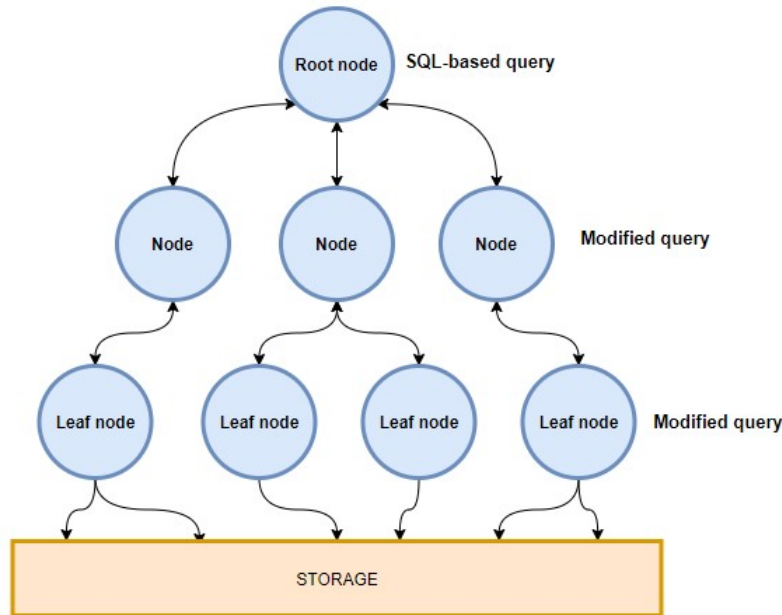 Root node
SQL-based query
Node
Node
Node
Modified query
Leaf node
Leaf node
Leaf node
Leaf node
Modified query
STORAGE